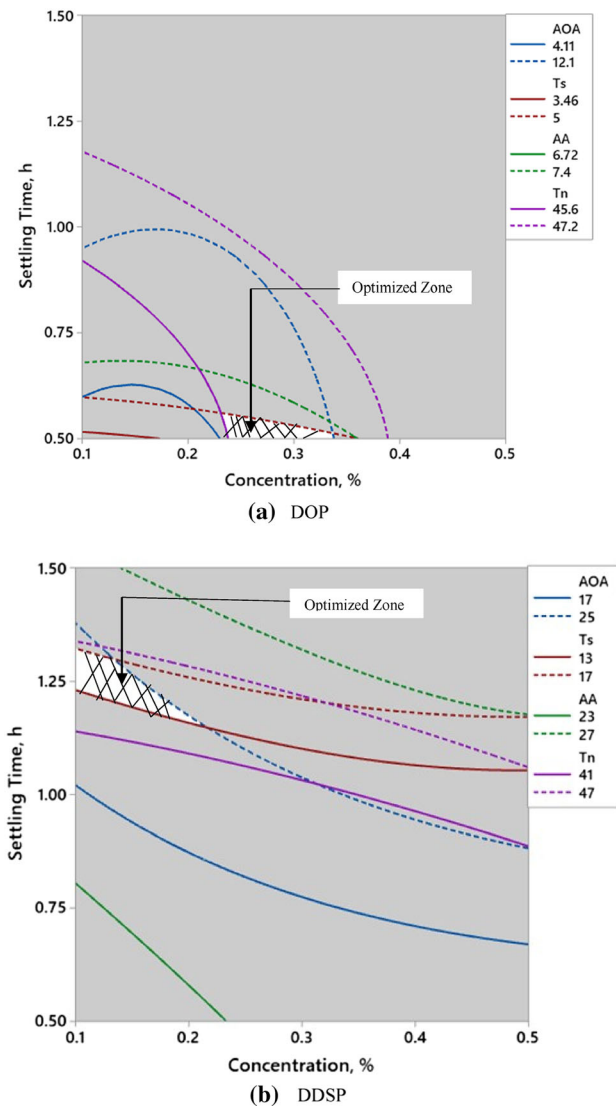 1.50
1.25
1.00
0.75
0.50
Settling Time, h
0.1
0.2
0.3
0.4
0.5
Concentration, %
Optimized Zone
AOA
4.11
12.1
Ts
3.46
5
AA
6.72
7.4
Tn
45.6
47.2
(a) DOP
1.50
1.25
1.00
0.75
0.50
Settling Time, h
0.1
0.2
0.3
0.4
0.5
Concentration, %
Optimized Zone
AOA
17
25
Ts
13
17
AA
23
27
Tn
41
47
(b) DDSP